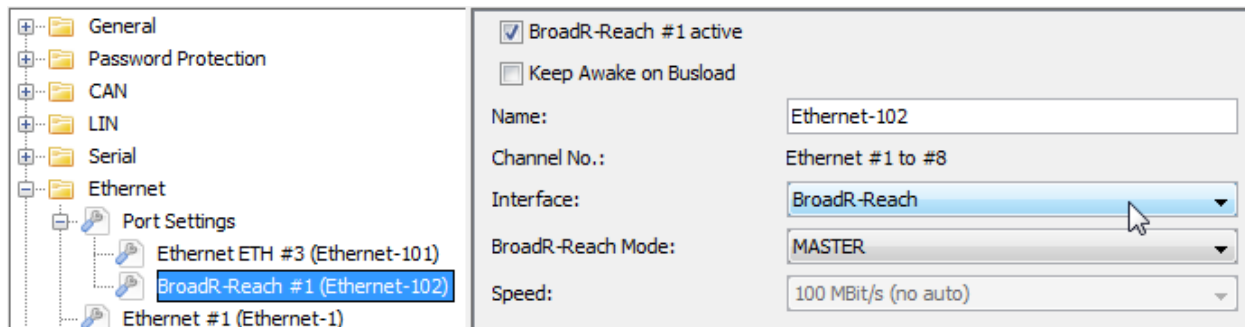 General
Password Protection
CAN
LIN
Serial
Ethernet
Port Settings
Ethernet ETH #3 (Ethernet-101)
BroadR-Reach #1 (Ethernet-102)
Ethernet #1 (Ethernet-1)
BroadR-Reach #1 active
Keep Awake on Busload
Name: Ethernet-102
Channel No.: Ethernet #1 to #8
Interface: BroadR-Reach
BroadR-Reach Mode: MASTER
Speed: 100 MBit/s (no auto)